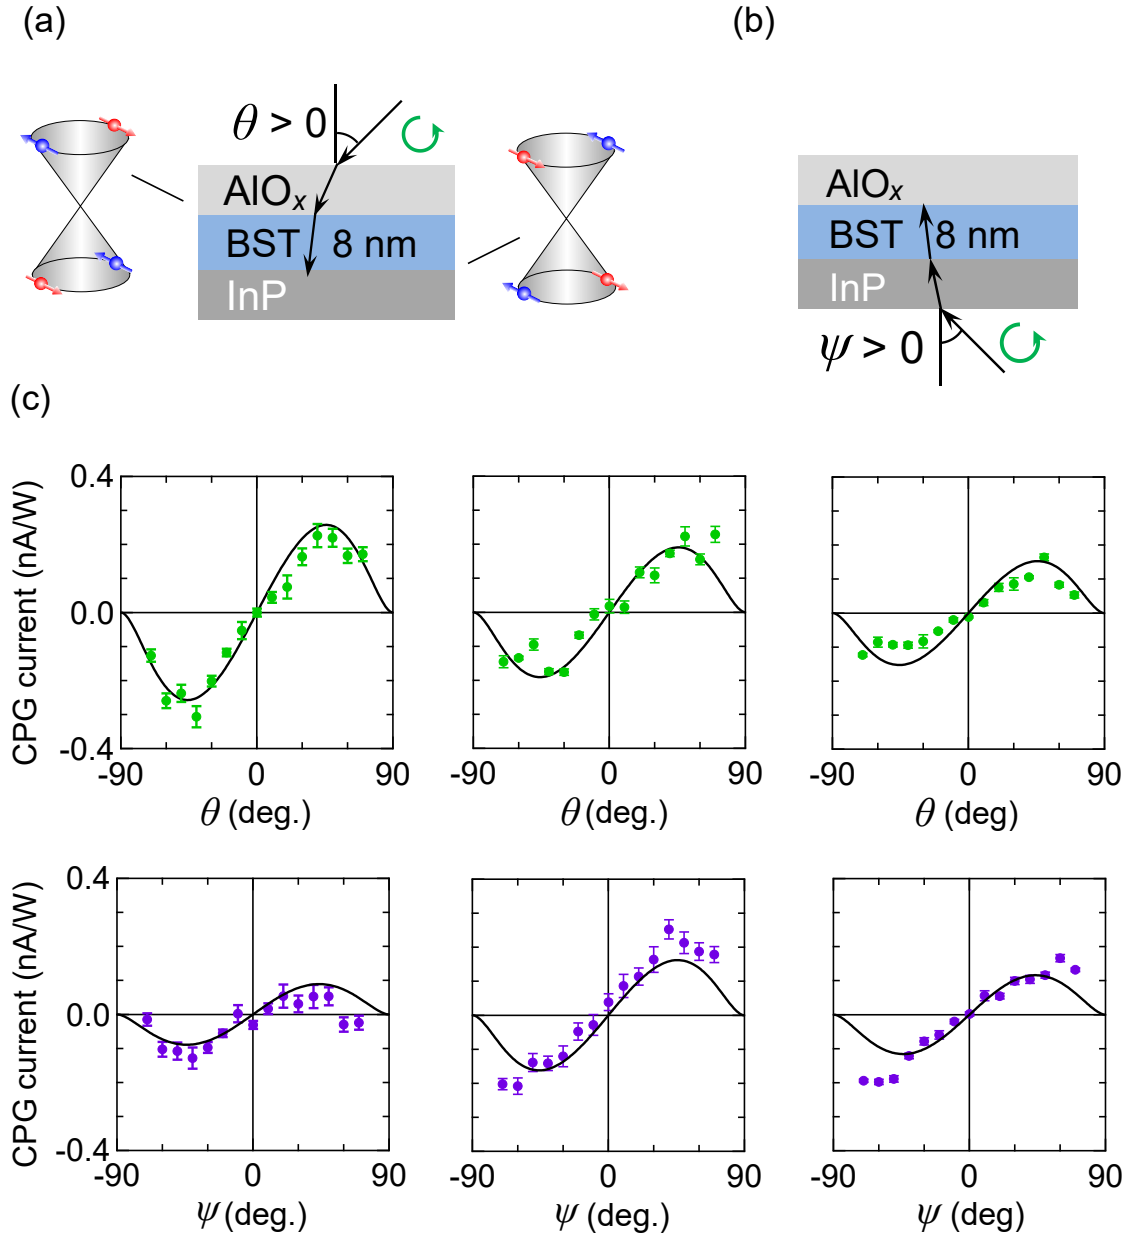 (a)
(b)
θ > 0
AlOₓ
BST 8 nm
InP
AlOₓ
BST 8 nm
InP
ψ > 0
(c)
CPG current (nA/W)
0.4
0.0
-0.4
-90 0 90
θ (deg.)
-90 0 90
θ (deg.)
-90 0 90
θ (deg)
CPG current (nA/W)
0.4
0.0
-0.4
-90 0 90
ψ (deg.)
-90 0 90
ψ (deg.)
-90 0 90
ψ (deg)